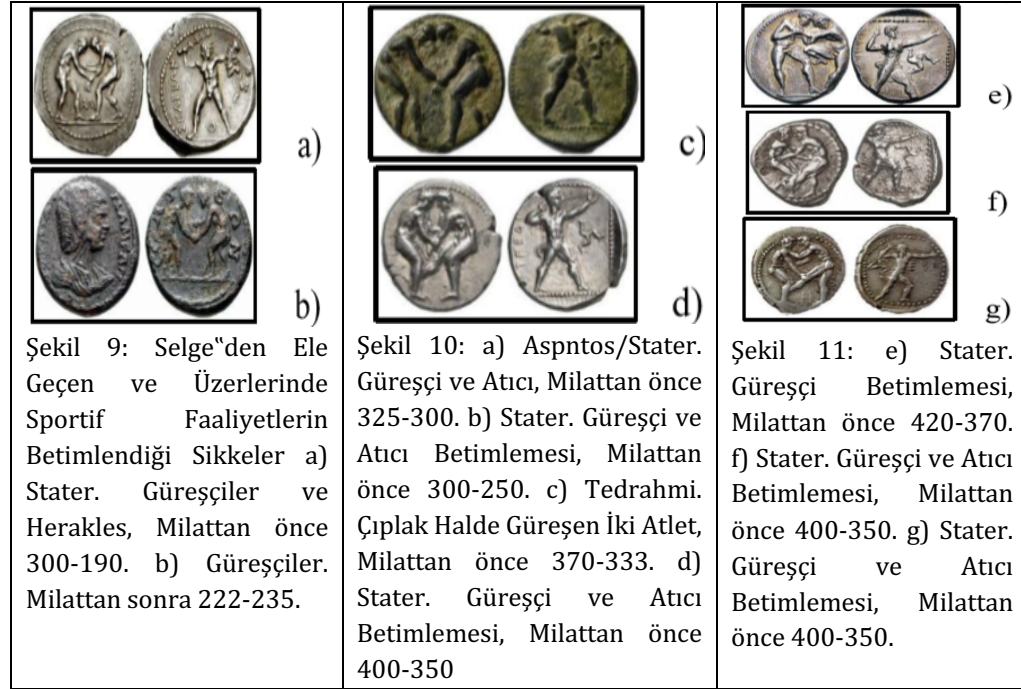 a)
b)
Şekil 9: Selge‟den Ele
Geçen ve Üzerlerinde
Sportif Faaliyetlerin
Betimlendiği Sikkeler a)
Stater. Güreşçiler ve
Herakles, Milattan önce
300-190. b) Güreşçiler.
Milattan sonra 222-235.
c)
d)
Şekil 10: a) Aspntos/Stater.
Güreşçi ve Atıcı, Milattan önce
325-300. b) Stater. Güreşçi ve
Atıcı Betimlemesi, Milattan
önce 300-250. c) Tedrahmi.
Çıplak Halde Güreşen İki Atlet,
Milattan önce 370-333. d)
Stater. Güreşçi ve Atıcı
Betimlemesi, Milattan önce
400-350
e)
f)
g)
Şekil 11: e) Stater.
Güreşçi Betimlemesi,
Milattan önce 420-370.
f) Stater. Güreşçi ve Atıcı
Betimlemesi, Milattan
önce 400-350. g) Stater.
Güreşçi ve Atıcı
Betimlemesi, Milattan
önce 400-350.